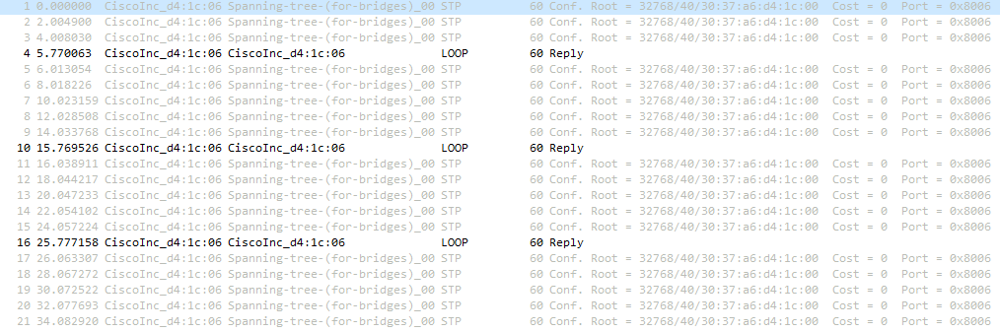 1 0.000000 CiscoInc_d4:1c:06 Spanning-tree-(for-bridges)_00 STP 60 Conf. Root = 32768/40/30:37:a6:d4:1c:00 Cost = 0 Port = 0x8006
2 2.004900 CiscoInc_d4:1c:06 Spanning-tree-(for-bridges)_00 STP 60 Conf. Root = 32768/40/30:37:a6:d4:1c:00 Cost = 0 Port = 0x8006
3 4.008030 CiscoInc_d4:1c:06 Spanning-tree-(for-bridges)_00 STP 60 Conf. Root = 32768/40/30:37:a6:d4:1c:00 Cost = 0 Port = 0x8006
4 5.770063 CiscoInc_d4:1c:06 CiscoInc_d4:1c:06 LOOP 60 Reply
5 6.013054 CiscoInc_d4:1c:06 Spanning-tree-(for-bridges)_00 STP 60 Conf. Root = 32768/40/30:37:a6:d4:1c:00 Cost = 0 Port = 0x8006
6 8.018226 CiscoInc_d4:1c:06 Spanning-tree-(for-bridges)_00 STP 60 Conf. Root = 32768/40/30:37:a6:d4:1c:00 Cost = 0 Port = 0x8006
7 10.023159 CiscoInc_d4:1c:06 Spanning-tree-(for-bridges)_00 STP 60 Conf. Root = 32768/40/30:37:a6:d4:1c:00 Cost = 0 Port = 0x8006
8 12.028508 CiscoInc_d4:1c:06 Spanning-tree-(for-bridges)_00 STP 60 Conf. Root = 32768/40/30:37:a6:d4:1c:00 Cost = 0 Port = 0x8006
9 14.033768 CiscoInc_d4:1c:06 Spanning-tree-(for-bridges)_00 STP 60 Conf. Root = 32768/40/30:37:a6:d4:1c:00 Cost = 0 Port = 0x8006
10 15.769526 CiscoInc_d4:1c:06 CiscoInc_d4:1c:06 LOOP 60 Reply
11 16.038911 CiscoInc_d4:1c:06 Spanning-tree-(for-bridges)_00 STP 60 Conf. Root = 32768/40/30:37:a6:d4:1c:00 Cost = 0 Port = 0x8006
12 18.044217 CiscoInc_d4:1c:06 Spanning-tree-(for-bridges)_00 STP 60 Conf. Root = 32768/40/30:37:a6:d4:1c:00 Cost = 0 Port = 0x8006
13 20.047233 CiscoInc_d4:1c:06 Spanning-tree-(for-bridges)_00 STP 60 Conf. Root = 32768/40/30:37:a6:d4:1c:00 Cost = 0 Port = 0x8006
14 22.054102 CiscoInc_d4:1c:06 Spanning-tree-(for-bridges)_00 STP 60 Conf. Root = 32768/40/30:37:a6:d4:1c:00 Cost = 0 Port = 0x8006
15 24.057224 CiscoInc_d4:1c:06 Spanning-tree-(for-bridges)_00 STP 60 Conf. Root = 32768/40/30:37:a6:d4:1c:00 Cost = 0 Port = 0x8006
16 25.777158 CiscoInc_d4:1c:06 CiscoInc_d4:1c:06 LOOP 60 Reply
17 26.063307 CiscoInc_d4:1c:06 Spanning-tree-(for-bridges)_00 STP 60 Conf. Root = 32768/40/30:37:a6:d4:1c:00 Cost = 0 Port = 0x8006
18 28.067272 CiscoInc_d4:1c:06 Spanning-tree-(for-bridges)_00 STP 60 Conf. Root = 32768/40/30:37:a6:d4:1c:00 Cost = 0 Port = 0x8006
19 30.072522 CiscoInc_d4:1c:06 Spanning-tree-(for-bridges)_00 STP 60 Conf. Root = 32768/40/30:37:a6:d4:1c:00 Cost = 0 Port = 0x8006
20 32.077693 CiscoInc_d4:1c:06 Spanning-tree-(for-bridges)_00 STP 60 Conf. Root = 32768/40/30:37:a6:d4:1c:00 Cost = 0 Port = 0x8006
21 34.082920 CiscoInc_d4:1c:06 Spanning-tree-(for-bridges)_00 STP 60 Conf. Root = 32768/40/30:37:a6:d4:1c:00 Cost = 0 Port = 0x8006